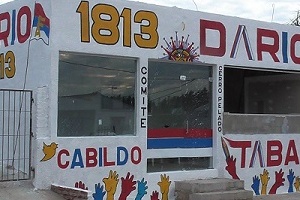 RIO
13
1813
DARIO
COMITE
CERRO PELADO
CABILDO
TABA